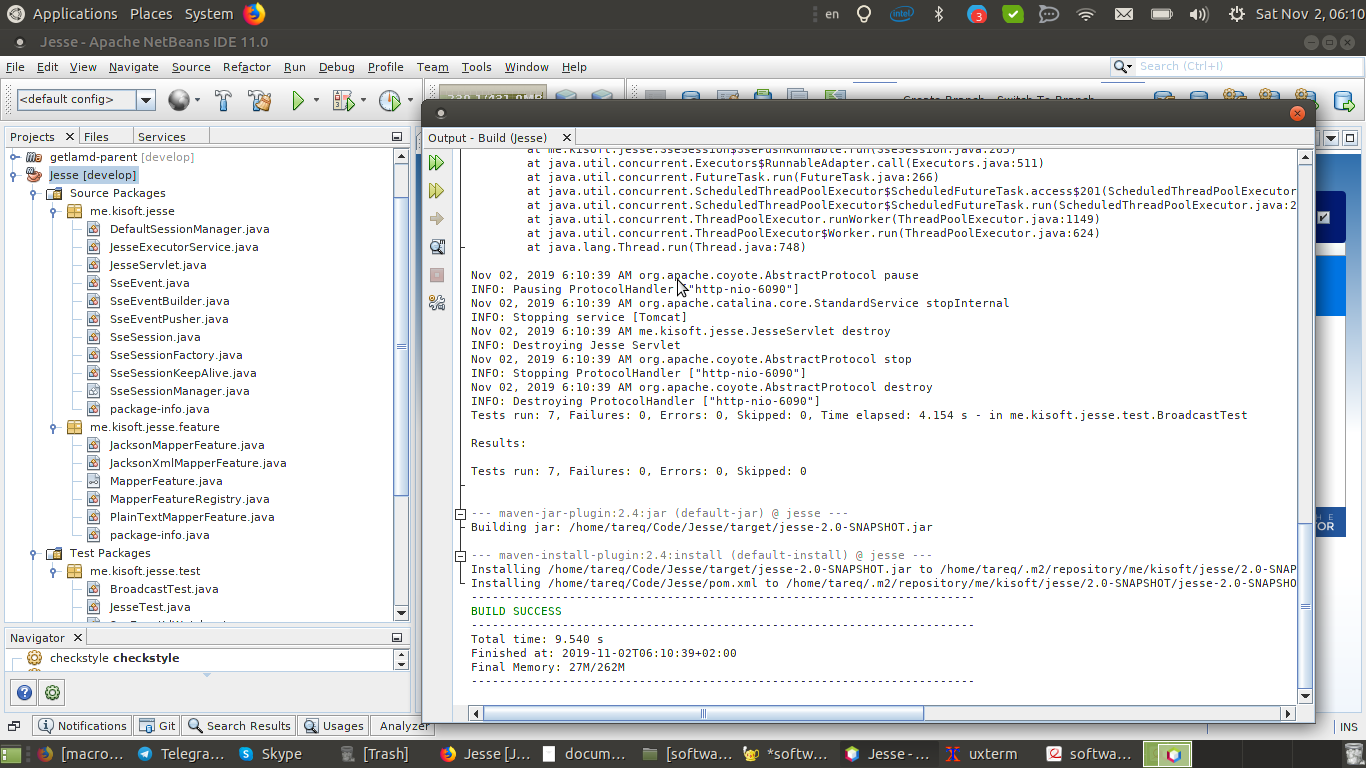 Applications Places System
en
3
Sat Nov 2, 06:10
Jesse - Apache NetBeans IDE 11.0
File Edit View Navigate Source Refactor Run Debug Profile Team Tools Window Help
Search (Ctrl+I)
<default config>
Projects Files Services
getlamd-parent [develop]
Jesse [develop]
Source Packages
me.kisoft.jesse
DefaultSessionManager.java
JesseExecutorService.java
JesseServlet.java
SseEvent.java
SseEventBuilder.java
SseEventPusher.java
SseSession.java
SseSessionFactory.java
SseSessionKeepAlive.java
SseSessionManager.java
package-info.java
me.kisoft.jesse.feature
JacksonMapperFeature.java
JacksonXmlMapperFeature.java
MapperFeature.java
MapperFeatureRegistry.java
PlainTextMapperFeature.java
package-info.java
Test Packages
me.kisoft.jesse.test
BroadcastTest.java
JesseTest.java
Navigator
checkstyle checkstyle
Output - Build (Jesse)
at java.util.concurrent.Executors$RunnableAdapter.call(Executors.java:511)
at java.util.concurrent.FutureTask.run(FutureTask.java:266)
at java.util.concurrent.ScheduledThreadPoolExecutor$ScheduledFutureTask.access$201(ScheduledThreadPoolExecutor
at java.util.concurrent.ScheduledThreadPoolExecutor$ScheduledFutureTask.run(ScheduledThreadPoolExecutor.java:2
at java.util.concurrent.ThreadPoolExecutor.runWorker(ThreadPoolExecutor.java:1149)
at java.util.concurrent.ThreadPoolExecutor$Worker.run(ThreadPoolExecutor.java:624)
at java.lang.Thread.run(Thread.java:748)
Nov 02, 2019 6:10:39 AM org.apache.coyote.AbstractProtocol pause
INFO: Pausing ProtocolHandler ["http-nio-6090"]
Nov 02, 2019 6:10:39 AM org.apache.catalina.core.StandardService stopInternal
INFO: Stopping service [Tomcat]
Nov 02, 2019 6:10:39 AM me.kisoft.jesse.JesseServlet destroy
INFO: Destroying Jesse Servlet
Nov 02, 2019 6:10:39 AM org.apache.coyote.AbstractProtocol stop
INFO: Stopping ProtocolHandler ["http-nio-6090"]
Nov 02, 2019 6:10:39 AM org.apache.coyote.AbstractProtocol destroy
INFO: Destroying ProtocolHandler ["http-nio-6090"]
Tests run: 7, Failures: 0, Errors: 0, Skipped: 0, Time elapsed: 4.154 s - in me.kisoft.jesse.test.BroadcastTest
Results:
Tests run: 7, Failures: 0, Errors: 0, Skipped: 0
--- maven-jar-plugin:2.4:jar (default-jar) @ jesse ---
Building jar: /home/tareq/Code/Jesse/target/jesse-2.0-SNAPSHOT.jar
--- maven-install-plugin:2.4:install (default-install) @ jesse ---
Installing /home/tareq/Code/Jesse/target/jesse-2.0-SNAPSHOT.jar to /home/tareq/.m2/repository/me/kisoft/jesse/2.0-SNAP
Installing /home/tareq/Code/Jesse/pom.xml to /home/tareq/.m2/repository/me/kisoft/jesse/2.0-SNAPSHOT/jesse-2.0-SNAPSHO
------------------------------------------------------------------------
BUILD SUCCESS
------------------------------------------------------------------------
Total time: 9.540 s
Finished at: 2019-11-02T06:10:39+02:00
Final Memory: 27M/262M
------------------------------------------------------------------------
Notifications Git Search Results Usages Analyzer
INS
[macro... Telegra... Skype [Trash] Jesse [J... docum... [softwa... *softw... Jesse -... uxterm softwa...